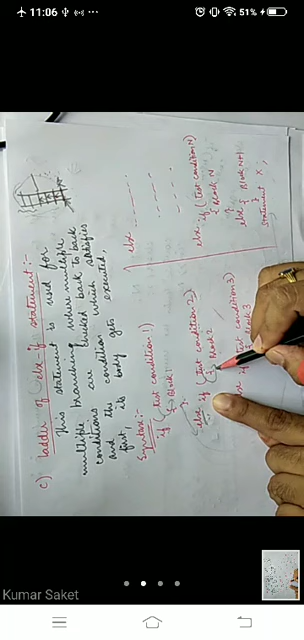 11:06
51%
c) ladder of else-if statement:-
This statement is used for
multiple branching where multiple
conditions are checked back to back
and the condition which satisfies
first, its body gets executed,
Syntax:-
if (test condition 1)
{ → Block 1
}
else if (test condition 2)
{ Block 2
if (test condition 3)
{ Block 3
else
else if (test condition N)
{ Block N
}
else { Block N+1
}
statement x;
Kumar Saket